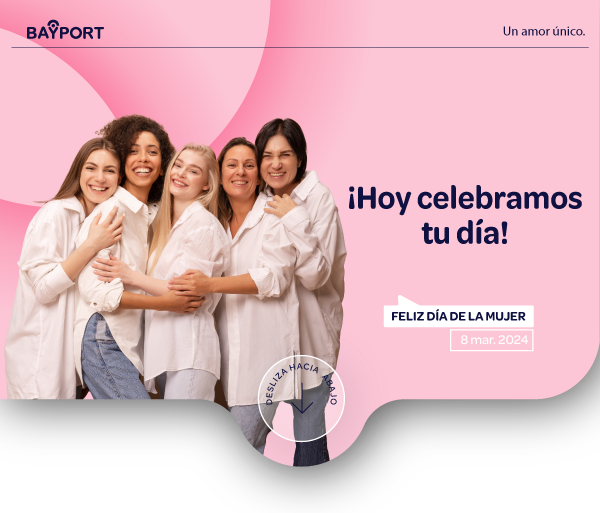 BAYPORT
Un amor único.
¡Hoy celebramos
tu día!
FELIZ DÍA DE LA MUJER
8 mar. 2024
DESLIZA HACIA ABAJO